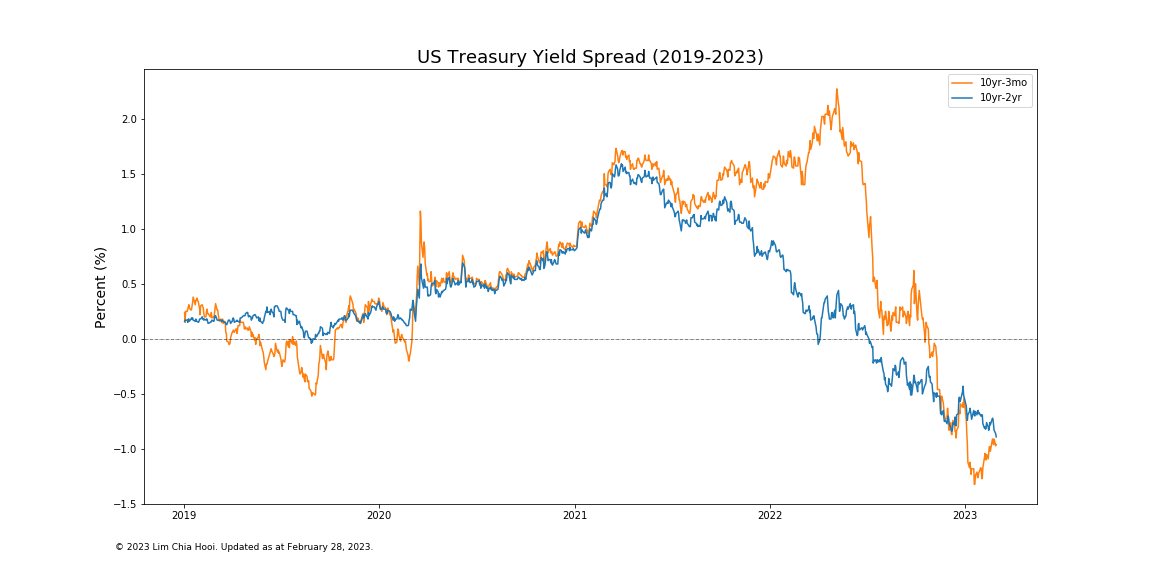 US Treasury Yield Spread (2019-2023)
10yr-3mo
10yr-2yr
Percent (%)
2.0
1.5
1.0
0.5
0.0
−0.5
−1.0
−1.5
2019
2020
2021
2022
2023
© 2023 Lim Chia Hooi. Updated as at February 28, 2023.